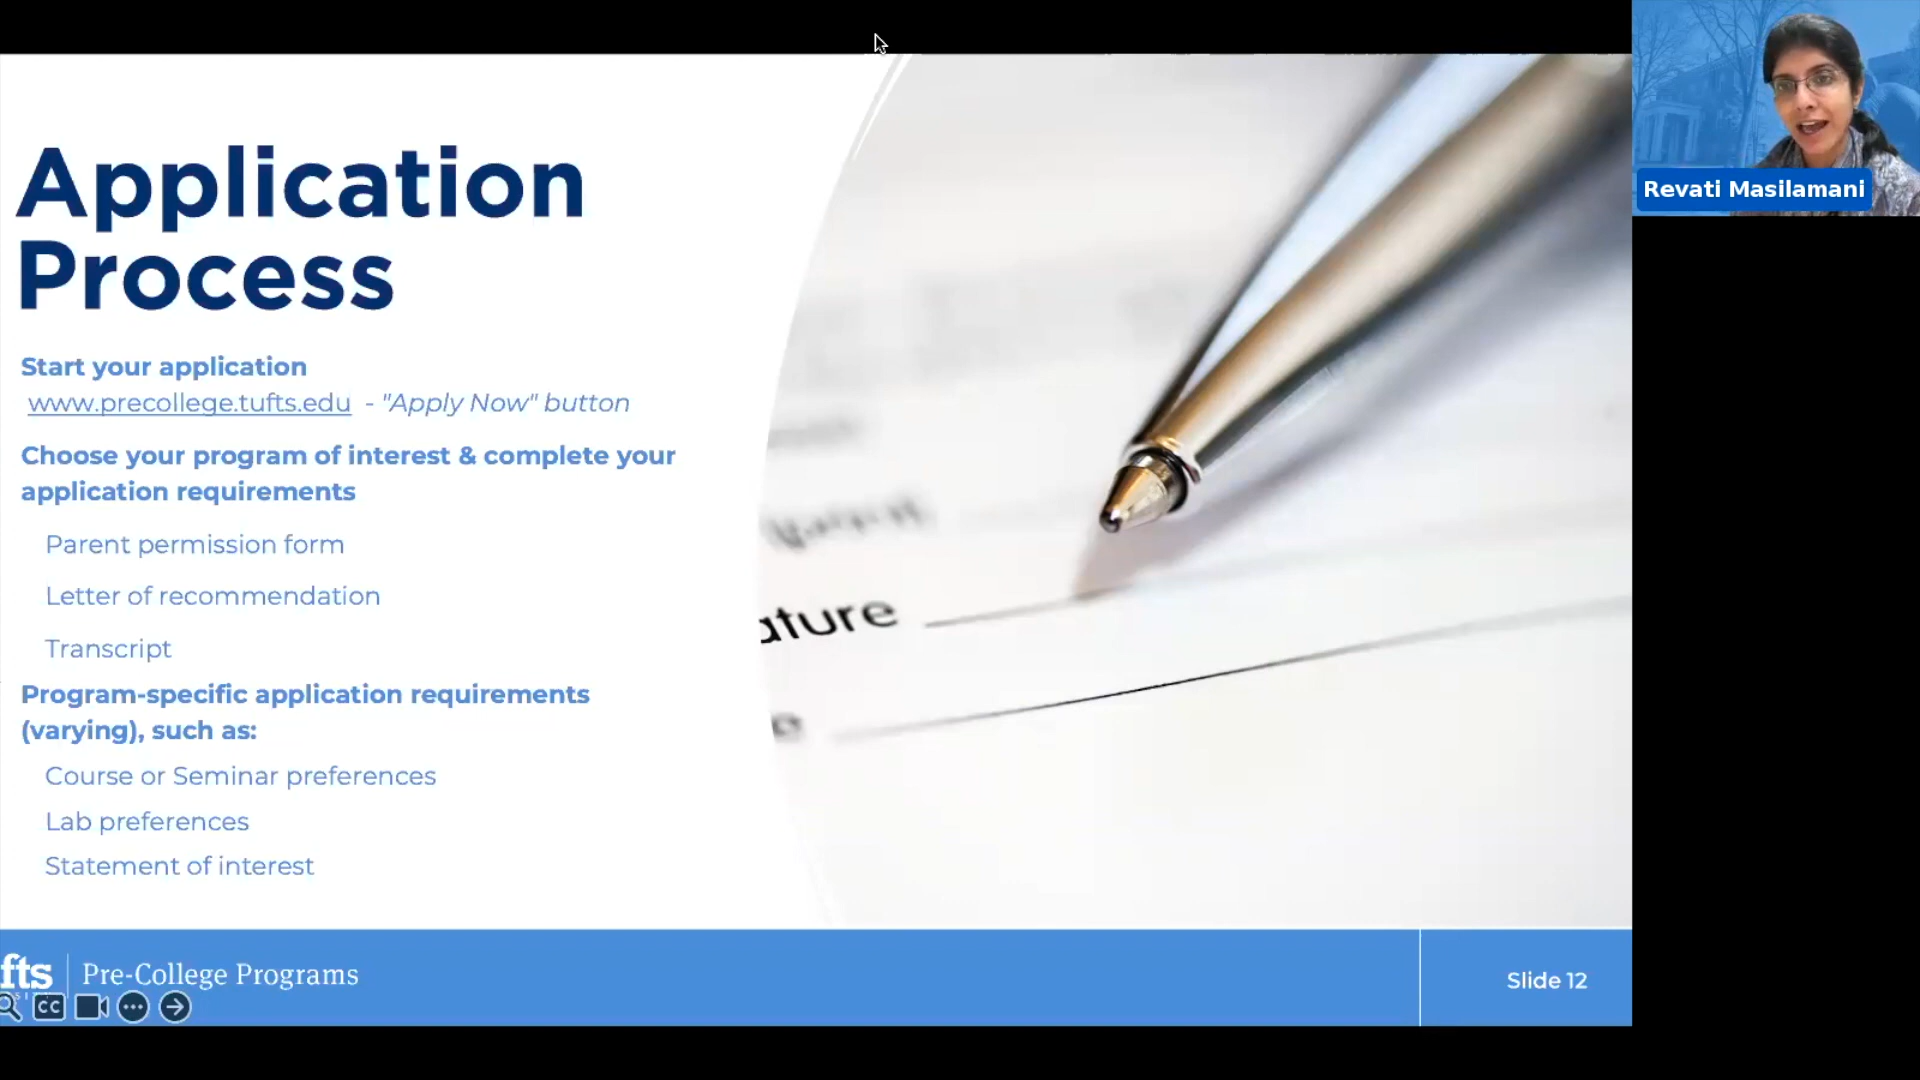 Application
Process
Start your application
www.precollege.tufts.edu - "Apply Now" button
Choose your program of interest & complete your
application requirements
Parent permission form
Letter of recommendation
Transcript
Program-specific application requirements
(varying), such as:
Course or Seminar preferences
Lab preferences
Statement of interest
ature
fts
Pre-College Programs
CC
Slide 12
Revati Masilamani